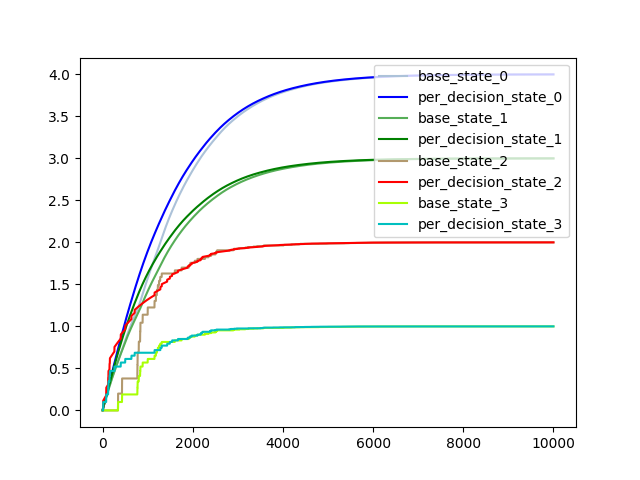 4.0
3.5
3.0
2.5
2.0
1.5
1.0
0.5
0.0
0
2000
4000
6000
8000
10000
base_state_0
per_decision_state_0
base_state_1
per_decision_state_1
base_state_2
per_decision_state_2
base_state_3
per_decision_state_3